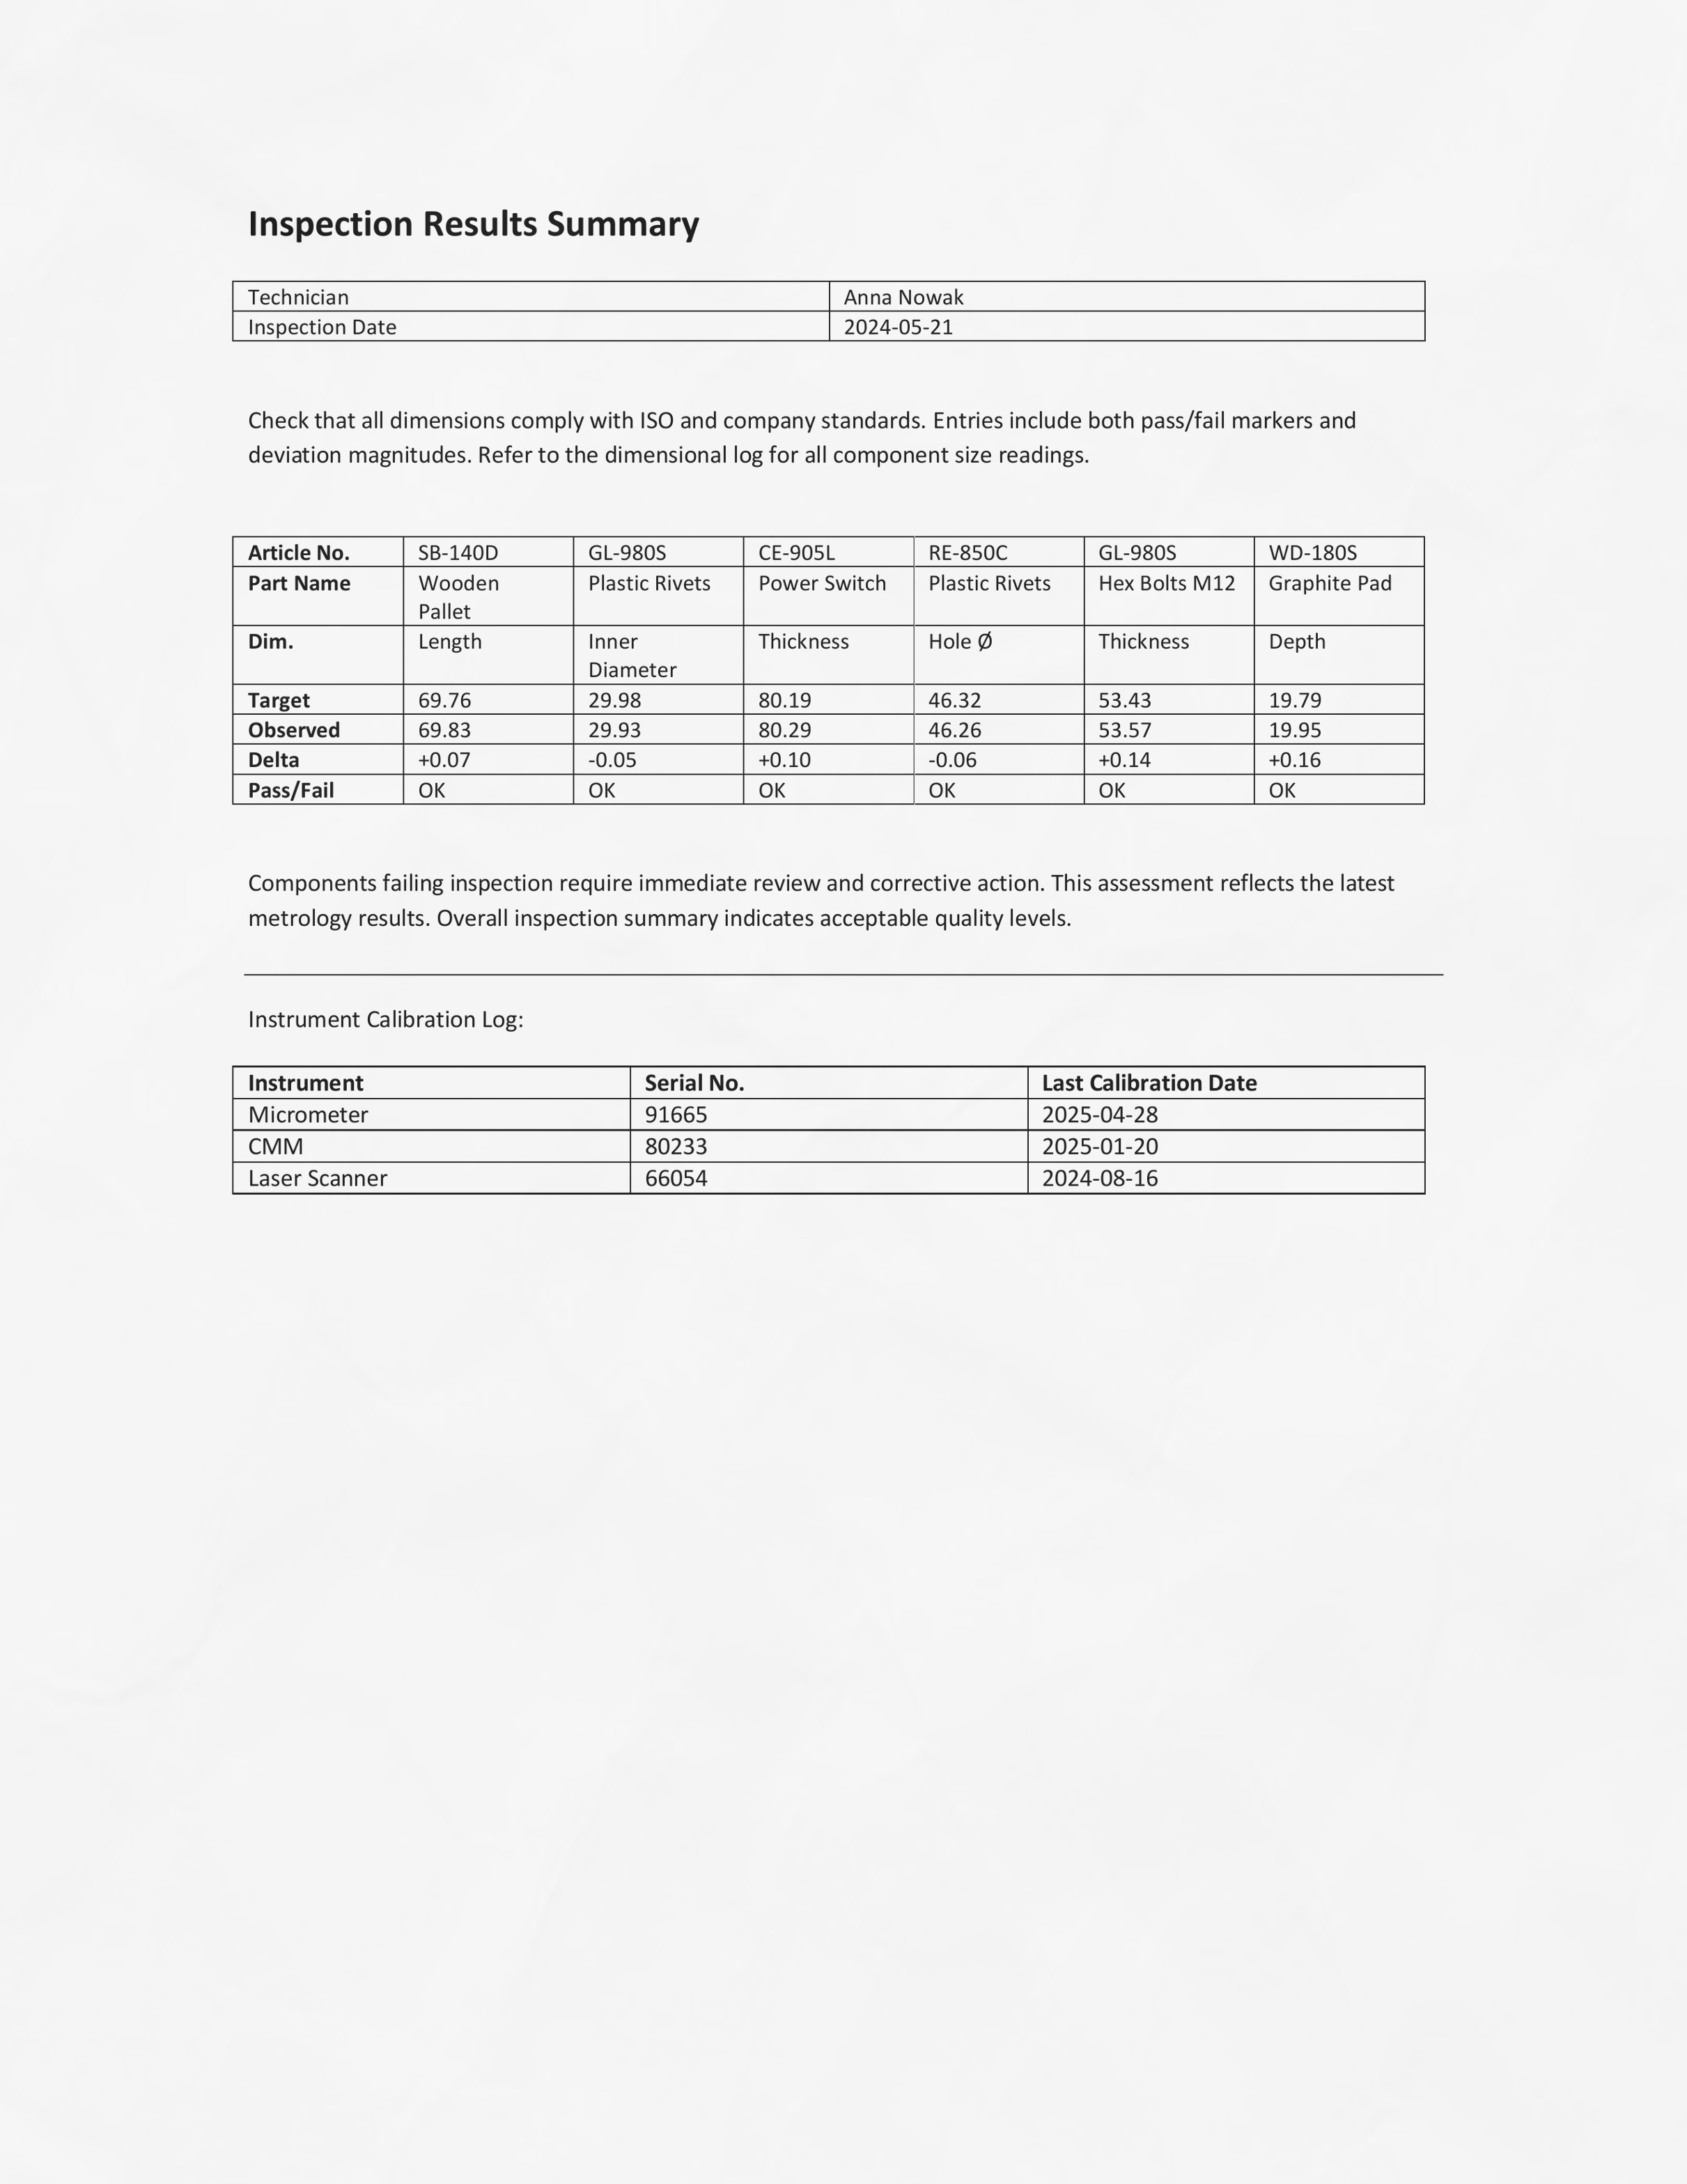 Inspection Results Summary
Technician Anna Nowak
Inspection Date 2024-05-21
Check that all dimensions comply with ISO and company standards. Entries include both pass/fail markers and
deviation magnitudes. Refer to the dimensional log for all component size readings.
Article No. SB-140D GL-980S CE-905L RE-850C GL-980S WD-180S
Part Name Wooden Pallet Plastic Rivets Power Switch Plastic Rivets Hex Bolts M12 Graphite Pad
Dim. Length Inner Diameter Thickness Hole Ø Thickness Depth
Target 69.76 29.98 80.19 46.32 53.43 19.79
Observed 69.83 29.93 80.29 46.26 53.57 19.95
Delta +0.07 -0.05 +0.10 -0.06 +0.14 +0.16
Pass/Fail OK OK OK OK OK OK
Components failing inspection require immediate review and corrective action. This assessment reflects the latest
metrology results. Overall inspection summary indicates acceptable quality levels.
Instrument Calibration Log:
Instrument Serial No. Last Calibration Date
Micrometer 91665 2025-04-28
CMM 80233 2025-01-20
Laser Scanner 66054 2024-08-16